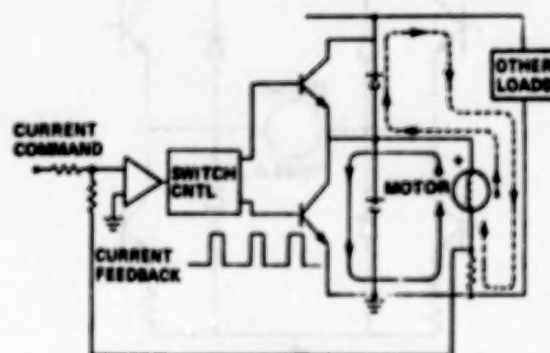 OTHER
LOADS
CURRENT
COMMAND
SWITCH
CNTL
MOTOR
+
CURRENT
FEEDBACK